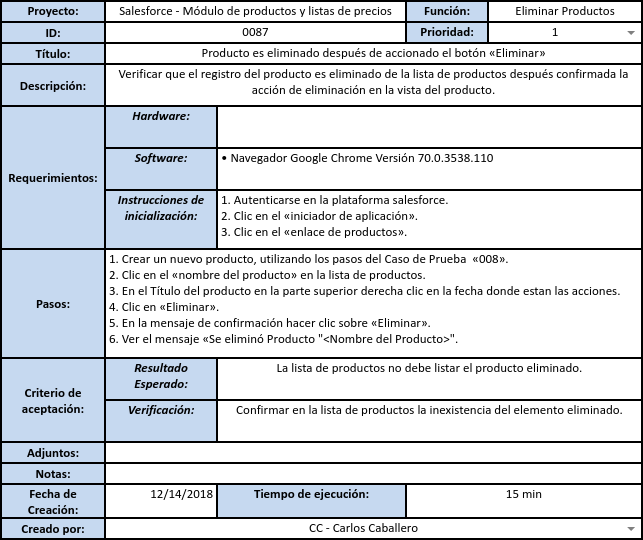 Proyecto: Salesforce - Módulo de productos y listas de precios Función: Eliminar Productos
ID: 0087 Prioridad: 1
Título: Producto es eliminado después de accionado el botón «Eliminar»
Descripción: Verificar que el registro del producto es eliminado de la lista de productos después confirmada la
acción de eliminación en la vista del producto.
Requerimientos:
Hardware:
Software: • Navegador Google Chrome Versión 70.0.3538.110
Instrucciones de
inicialización:
1. Autenticarse en la plataforma salesforce.
2. Clic en el «iniciador de aplicación».
3. Clic en el «enlace de productos».
Pasos:
1. Crear un nuevo producto, utilizando los pasos del Caso de Prueba «008».
2. Clic en el «nombre del producto» en la lista de productos.
3. En el Título del producto en la parte superior derecha clic en la fecha donde estan las acciones.
4. Clic en «Eliminar».
5. En la mensaje de confirmación hacer clic sobre «Eliminar».
6. Ver el mensaje «Se eliminó Producto "<Nombre del Producto>".
Criterio de
aceptación:
Resultado
Esperado:
La lista de productos no debe listar el producto eliminado.
Verificación: Confirmar en la lista de productos la inexistencia del elemento eliminado.
Adjuntos:
Notas:
Fecha de
Creación:
12/14/2018 Tiempo de ejecución: 15 min
Creado por: CC - Carlos Caballero